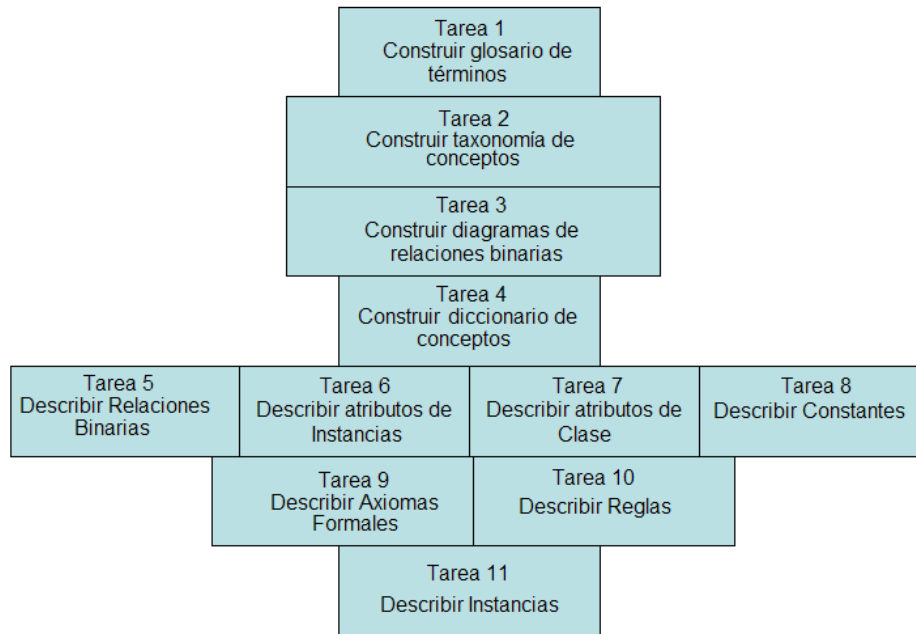 Tarea 1
Construir glosario de
términos
Tarea 2
Construir taxonomía de
conceptos
Tarea 3
Construir diagramas de
relaciones binarias
Tarea 4
Construir diccionario de
conceptos
Tarea 5
Describir Relaciones
Binarias
Tarea 6
Describir atributos de
Instancias
Tarea 7
Describir atributos de
Clase
Tarea 8
Describir Constantes
Tarea 9
Describir Axiomas
Formales
Tarea 10
Describir Reglas
Tarea 11
Describir Instancias